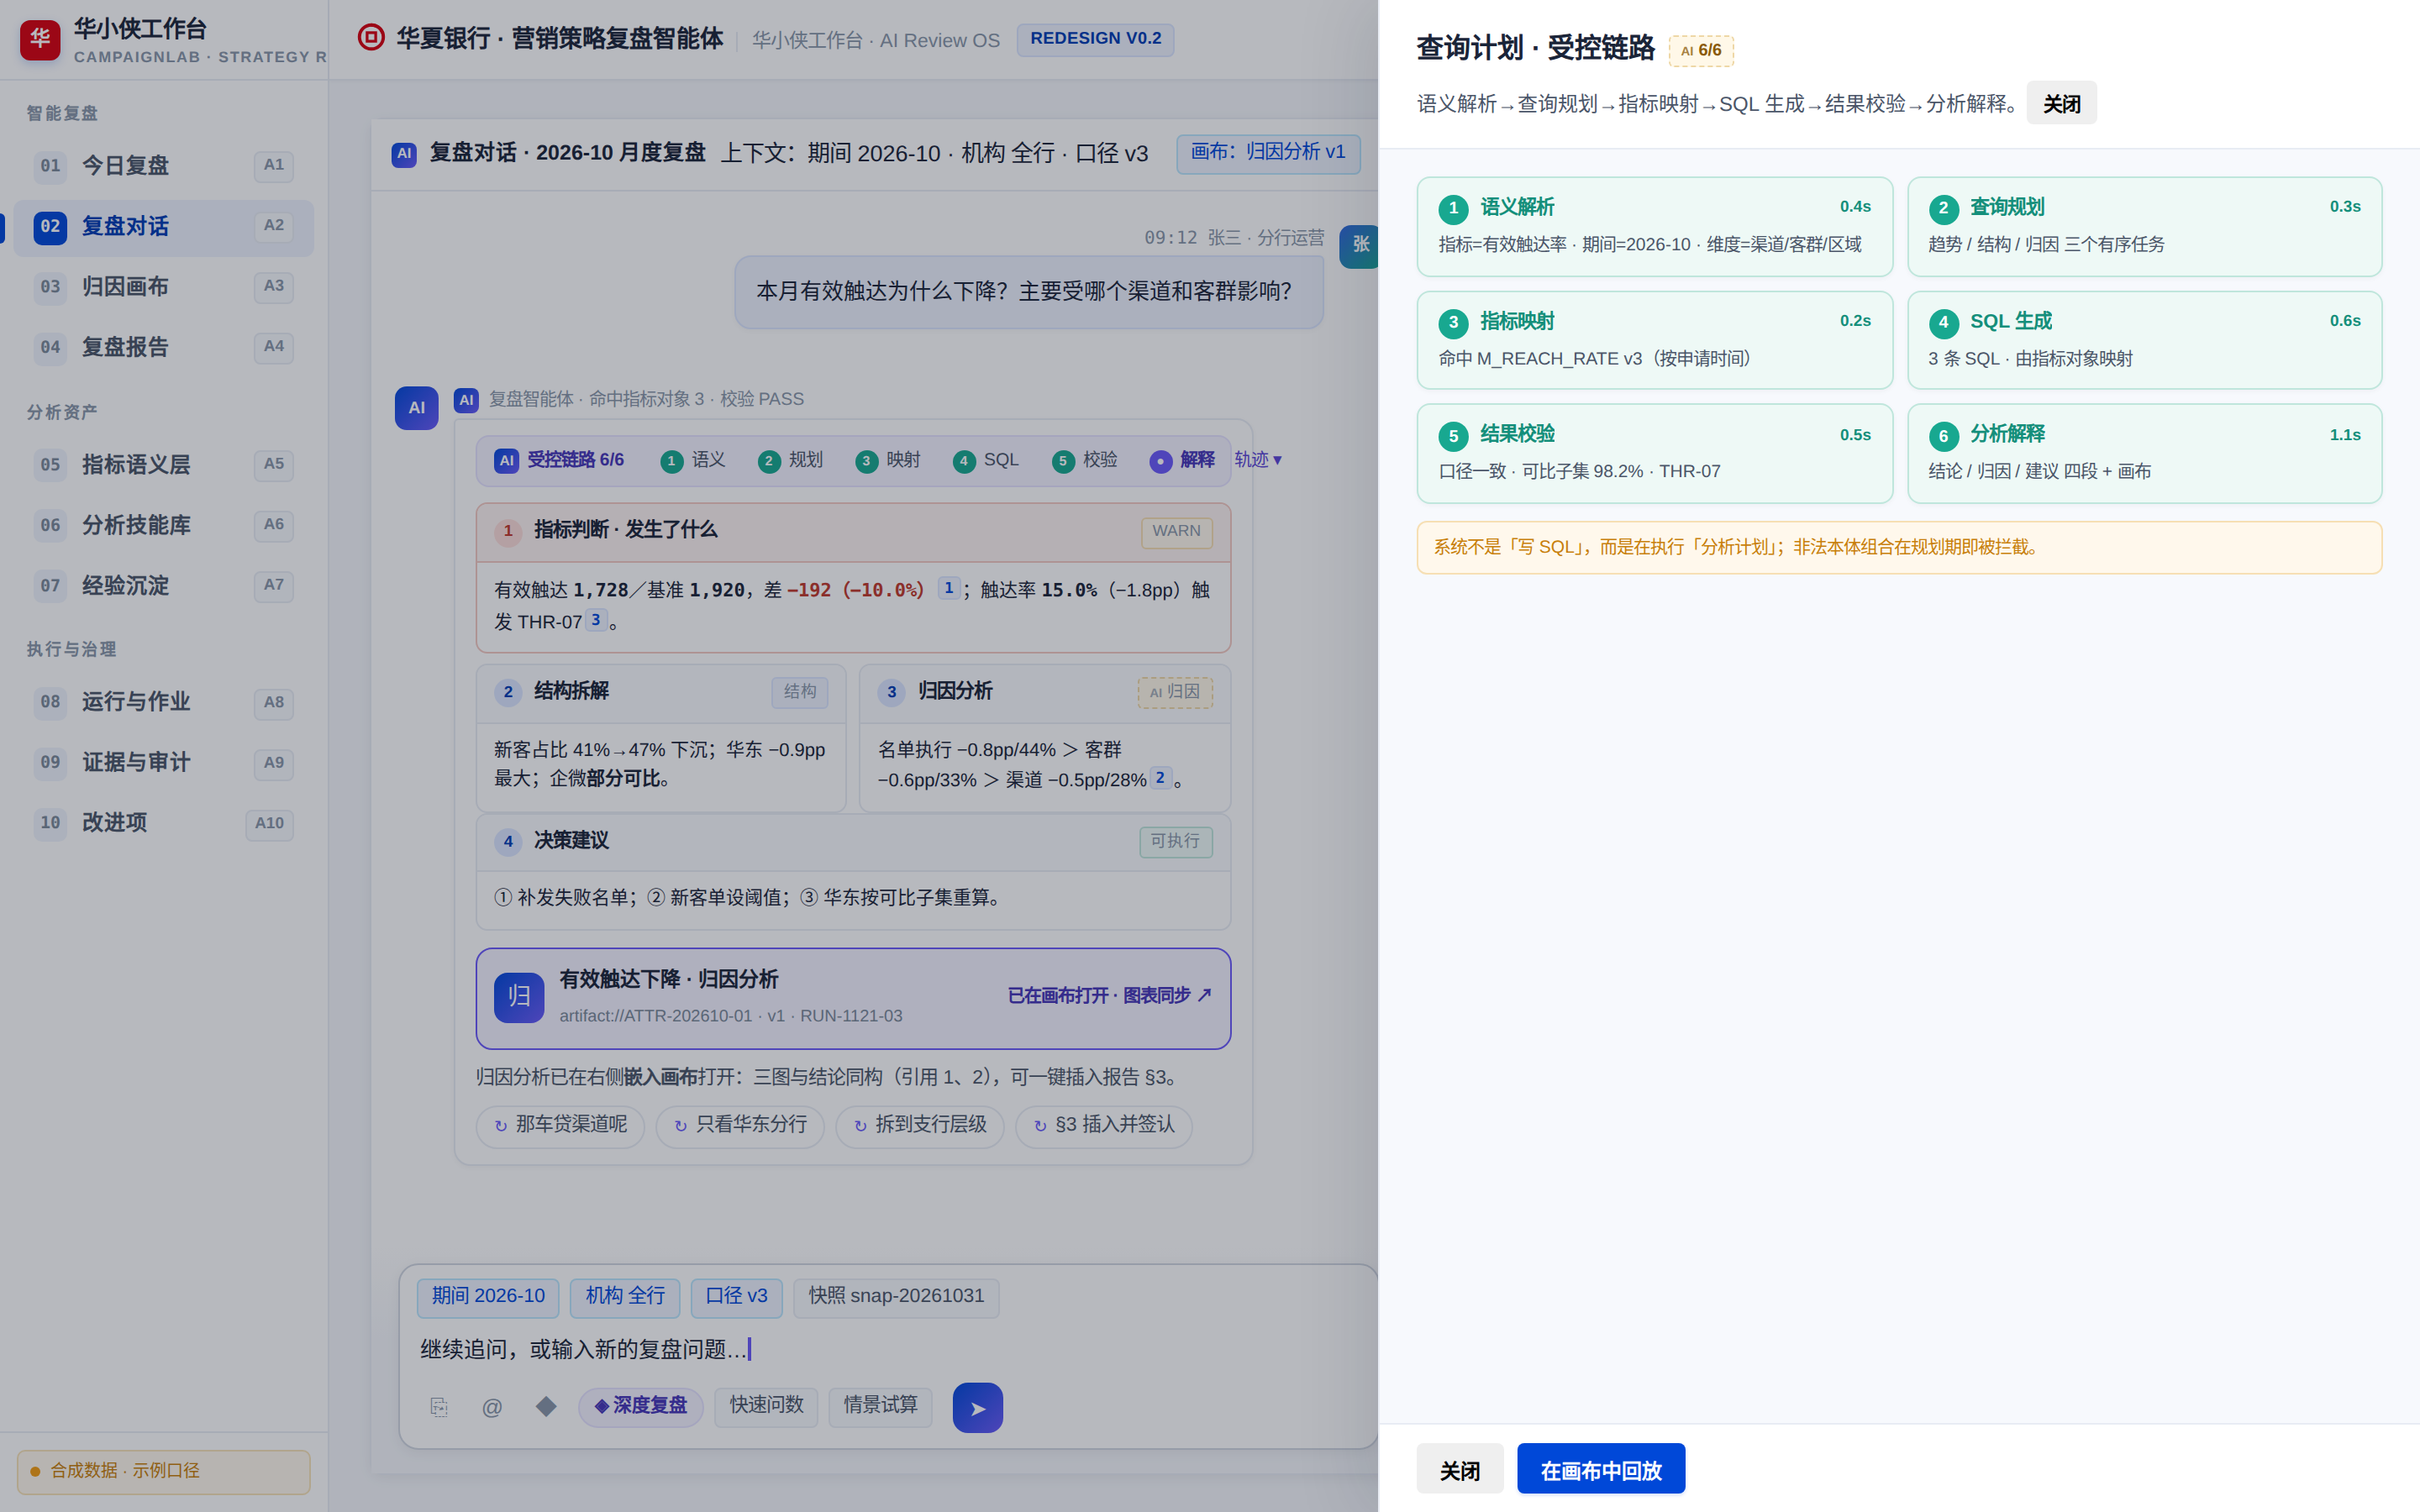 华
华小侠工作台
CAMPAIGNLAB · STRATEGY R
智能复盘
01 今日复盘 A1
02 复盘对话 A2
03 归因画布 A3
04 复盘报告 A4
分析资产
05 指标语义层 A5
06 分析技能库 A6
07 经验沉淀 A7
执行与治理
08 运行与作业 A8
09 证据与审计 A9
10 改进项 A10
合成数据 · 示例口径
华夏银行 · 营销策略复盘智能体
华小侠工作台 · AI Review OS
REDESIGN V0.2
AI 复盘对话 · 2026-10 月度复盘 上下文：期间 2026-10 · 机构 全行 · 口径 v3 画布：归因分析 v1
09:12 张三 · 分行运营
张
本月有效触达为什么下降？主要受哪个渠道和客群影响？
AI
AI 复盘智能体 · 命中指标对象 3 · 校验 PASS
AI 受控链路 6/6 1 语义 2 规划 3 映射 4 SQL 5 校验 ● 解释 轨迹 ▾
1 指标判断 · 发生了什么 WARN
有效触达 1,728／基准 1,920，差 −192（−10.0%） 1；触达率 15.0%（−1.8pp）触
发 THR-07 3。
2 结构拆解 结构
新客占比 41%→47% 下沉；华东 −0.9pp
最大；企微部分可比。
3 归因分析 AI 归因
名单执行 −0.8pp/44% ＞ 客群
−0.6pp/33% ＞ 渠道 −0.5pp/28% 2。
4 决策建议 可执行
① 补发失败名单；② 新客单设阈值；③ 华东按可比子集重算。
归
有效触达下降 · 归因分析
artifact://ATTR-202610-01 · v1 · RUN-1121-03
已在画布打开 · 图表同步 ↗
归因分析已在右侧嵌入画布打开：三图与结论同构（引用 1、2），可一键插入报告 §3。
↻ 那车贷渠道呢 ↻ 只看华东分行 ↻ 拆到支行层级 ↻ §3 插入并签认
期间 2026-10 机构 全行 口径 v3 快照 snap-20261031
继续追问，或输入新的复盘问题…
@ ◆ ◈ 深度复盘 快速问数 情景试算 ➤
查询计划 · 受控链路 AI 6/6
语义解析→查询规划→指标映射→SQL 生成→结果校验→分析解释。 关闭
1 语义解析 0.4s
指标=有效触达率 · 期间=2026-10 · 维度=渠道/客群/区域
2 查询规划 0.3s
趋势 / 结构 / 归因 三个有序任务
3 指标映射 0.2s
命中 M_REACH_RATE v3（按申请时间）
4 SQL 生成 0.6s
3 条 SQL · 由指标对象映射
5 结果校验 0.5s
口径一致 · 可比子集 98.2% · THR-07
6 分析解释 1.1s
结论 / 归因 / 建议 四段 + 画布
系统不是「写 SQL」，而是在执行「分析计划」；非法本体组合在规划期即被拦截。
关闭 在画布中回放